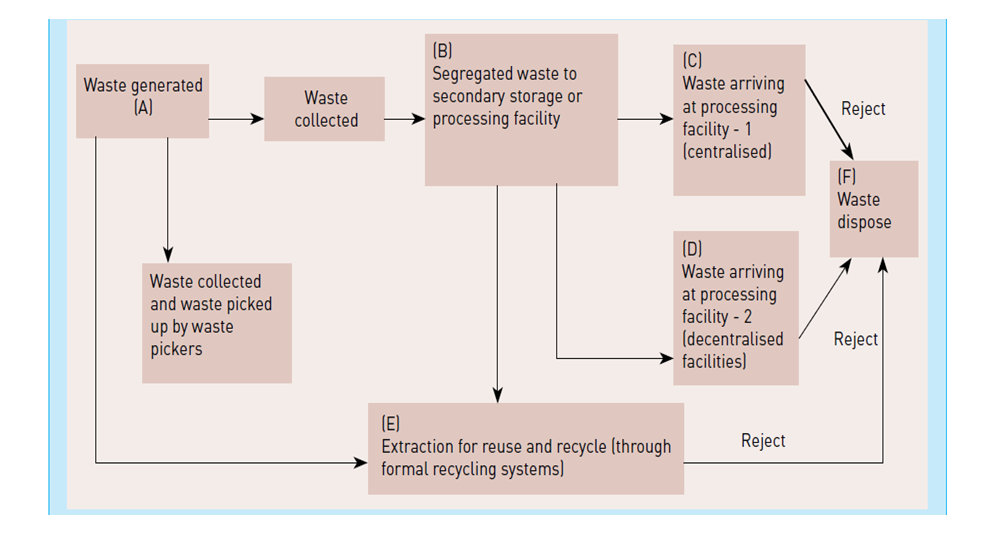 Waste generated
(A)
Waste
collected
(B)
Segregated waste to
secondary storage or
processing facility
(C)
Waste arriving
at processing
facility - 1
(centralised)
Reject
(F)
Waste
dispose
(D)
Waste arriving
at processing
facility - 2
(decentralised
facilities)
Reject
Waste collected
and waste picked
up by waste
pickers
(E)
Extraction for reuse and recycle (through
formal recycling systems)
Reject